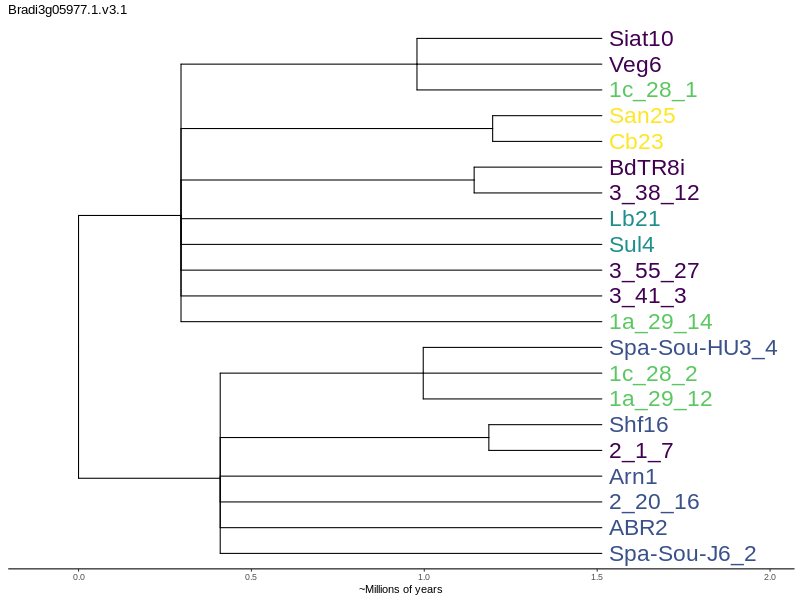 Bradi3g05977.1.v3.1
Siat10
Veg6
1c_28_1
San25
Cb23
BdTR8i
3_38_12
Lb21
Sul4
3_55_27
3_41_3
1a_29_14
Spa-Sou-HU3_4
1c_28_2
1a_29_12
Shf16
2_1_7
Arn1
2_20_16
ABR2
Spa-Sou-J6_2
0.0 0.5 1.0 1.5 2.0
~Millions of years